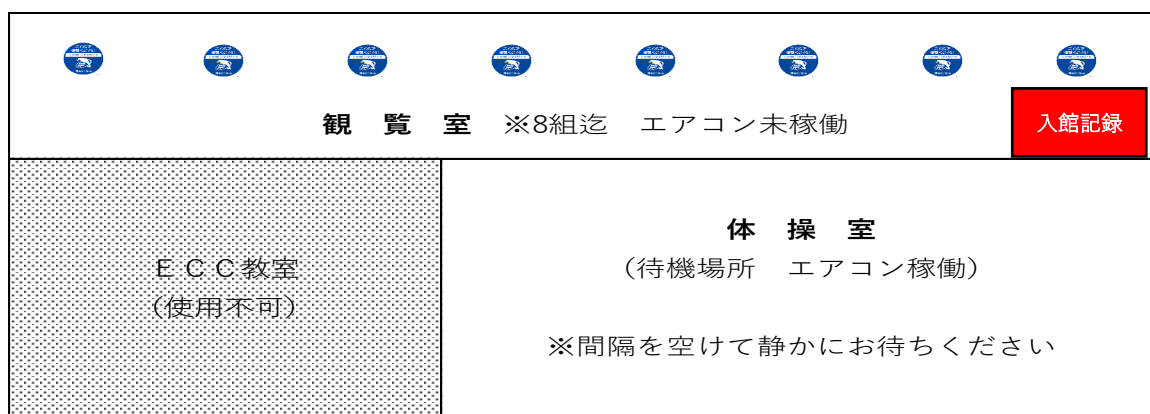 観 覧 室 ※8組迄 エアコン未稼働
入館記録
体 操 室
（待機場所 エアコン稼働）
ＥＣＣ教室
（使用不可）
※間隔を空けて静かにお待ちください